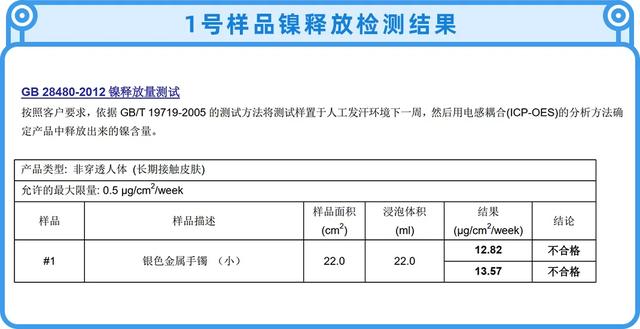 1号样品镍释放检测结果
GB 28480-2012 镍释放量测试
按照客户要求，依据 GB/T 19719-2005 的测试方法将测试样置于人工发汗环境下一周，然后用电感耦合(ICP-OES)的分析方法确
定产品中释放出来的镍含量。
产品类型: 非穿透人体 (长期接触皮肤)
允许的最大限量: 0.5 μg/cm²/week
样品 样品描述 样品面积 (cm²) 浸泡体积 (ml) 结果 (μg/cm²/week) 结论
#1 银色金属手镯 （小） 22.0 22.0 12.82 不合格
13.57 不合格